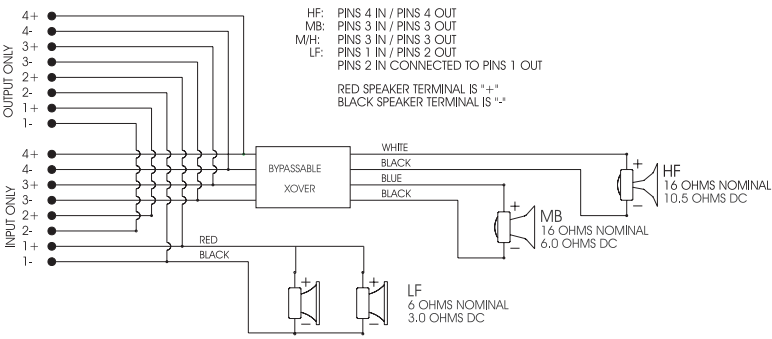 HF: PINS 4 IN / PINS 4 OUT
MB: PINS 3 IN / PINS 3 OUT
M/H: PINS 3 IN / PINS 3 OUT
LF: PINS 1 IN / PINS 2 OUT
PINS 2 IN CONNECTED TO PINS 1 OUT
RED SPEAKER TERMINAL IS "+"
BLACK SPEAKER TERMINAL IS "-"
OUTPUT ONLY
4+
4-
3+
3-
2+
2-
1+
1-
INPUT ONLY
4+
4-
3+
3-
2+
2-
1+
1-
BYPASSABLE
XOVER
WHITE
BLACK
BLUE
BLACK
RED
BLACK
+
-
HF
16 OHMS NOMINAL
10.5 OHMS DC
+
-
MB
16 OHMS NOMINAL
6.0 OHMS DC
+
-
+
-
LF
6 OHMS NOMINAL
3.0 OHMS DC